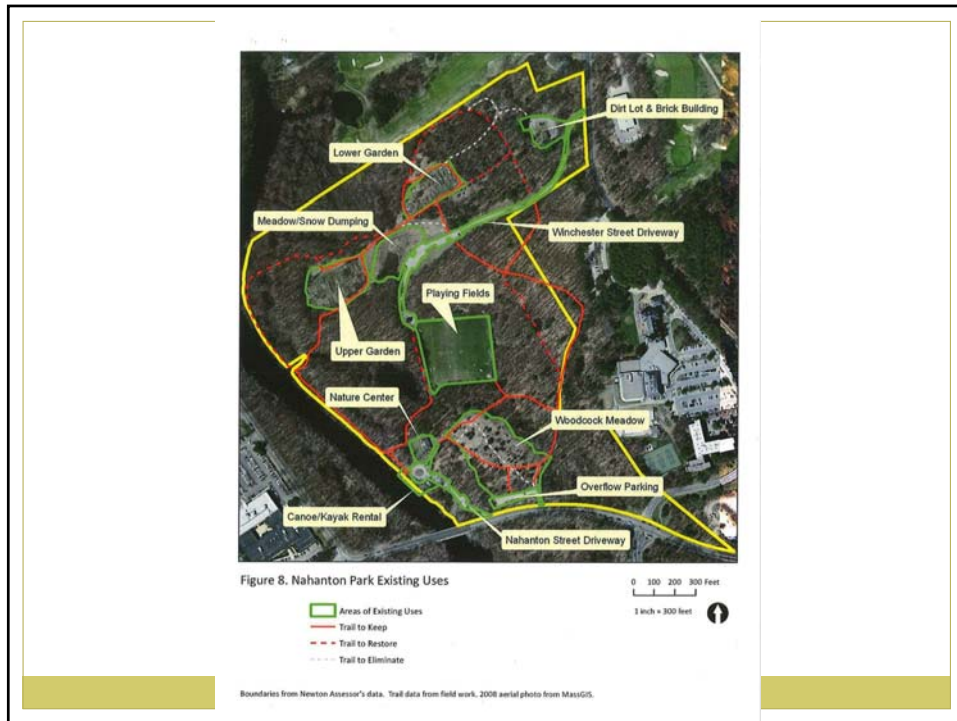 Dirt Lot & Brick Building
Lower Garden
Meadow/Snow Dumping
Winchester Street Driveway
Playing Fields
Upper Garden
Nature Center
Woodcock Meadow
Overflow Parking
Canoe/Kayak Rental
Nahanton Street Driveway
Figure 8. Nahanton Park Existing Uses
0 100 200 300 Feet
1 inch = 300 feet
Areas of Existing Uses
Trail to Keep
Trail to Restore
Trail to Eliminate
Boundaries from Newton Assessor's data. Trail data from field work. 2008 aerial photo from MassGIS.